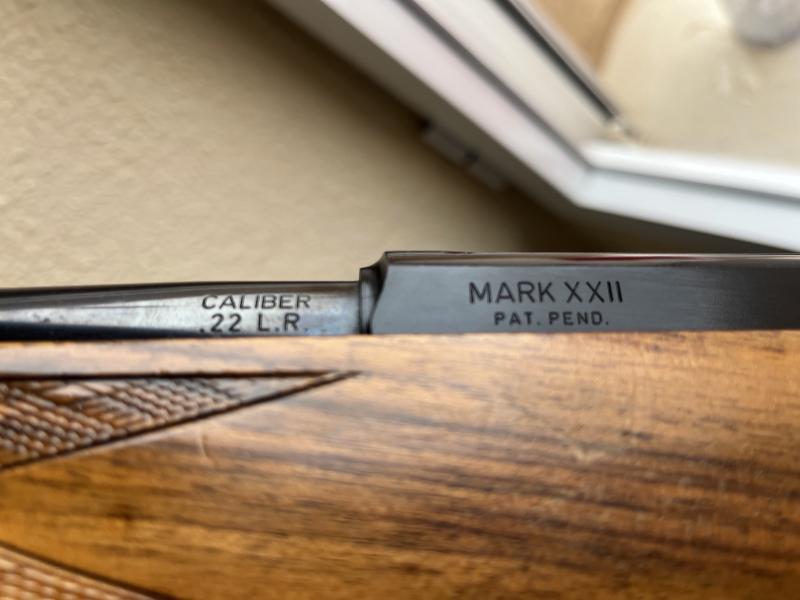 CALIBER
.22 L.R.
MARK XXII
PAT. PEND.